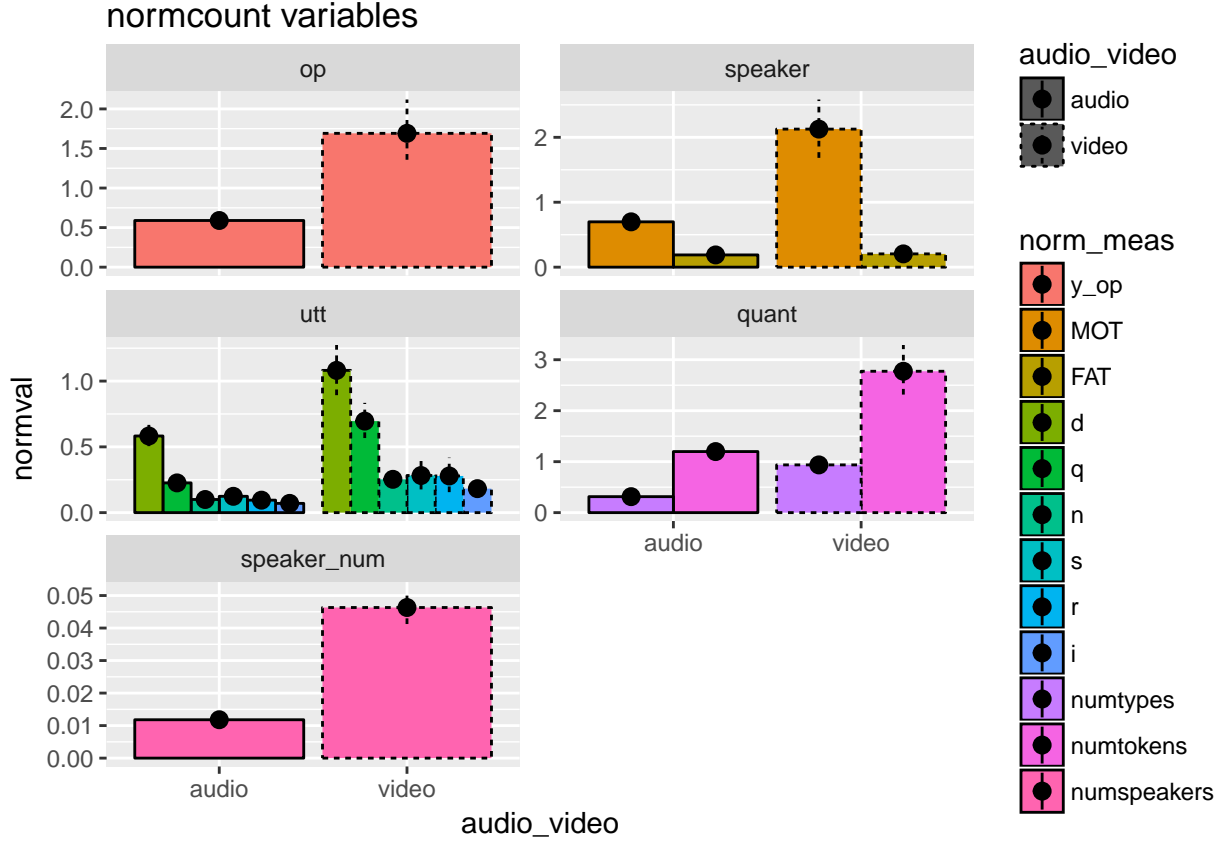 normcount variables
op
speaker
2.0
1.5
1.0
0.5
0.0
2
1
0
utt
quant
1.0
0.5
0.0
3
2
1
0
audio
video
speaker_num
0.05
0.04
0.03
0.02
0.01
0.00
audio
video
audio_video
normval
audio_video
audio
video
norm_meas
y_op
MOT
FAT
d
q
n
s
r
i
numtypes
numtokens
numspeakers